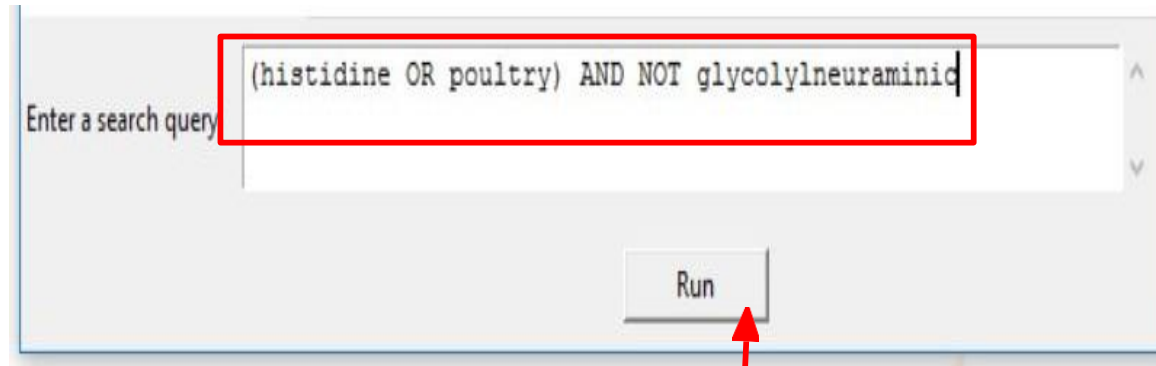 (histidine OR poultry) AND NOT glycolylneuraminic
Enter a search query
Run